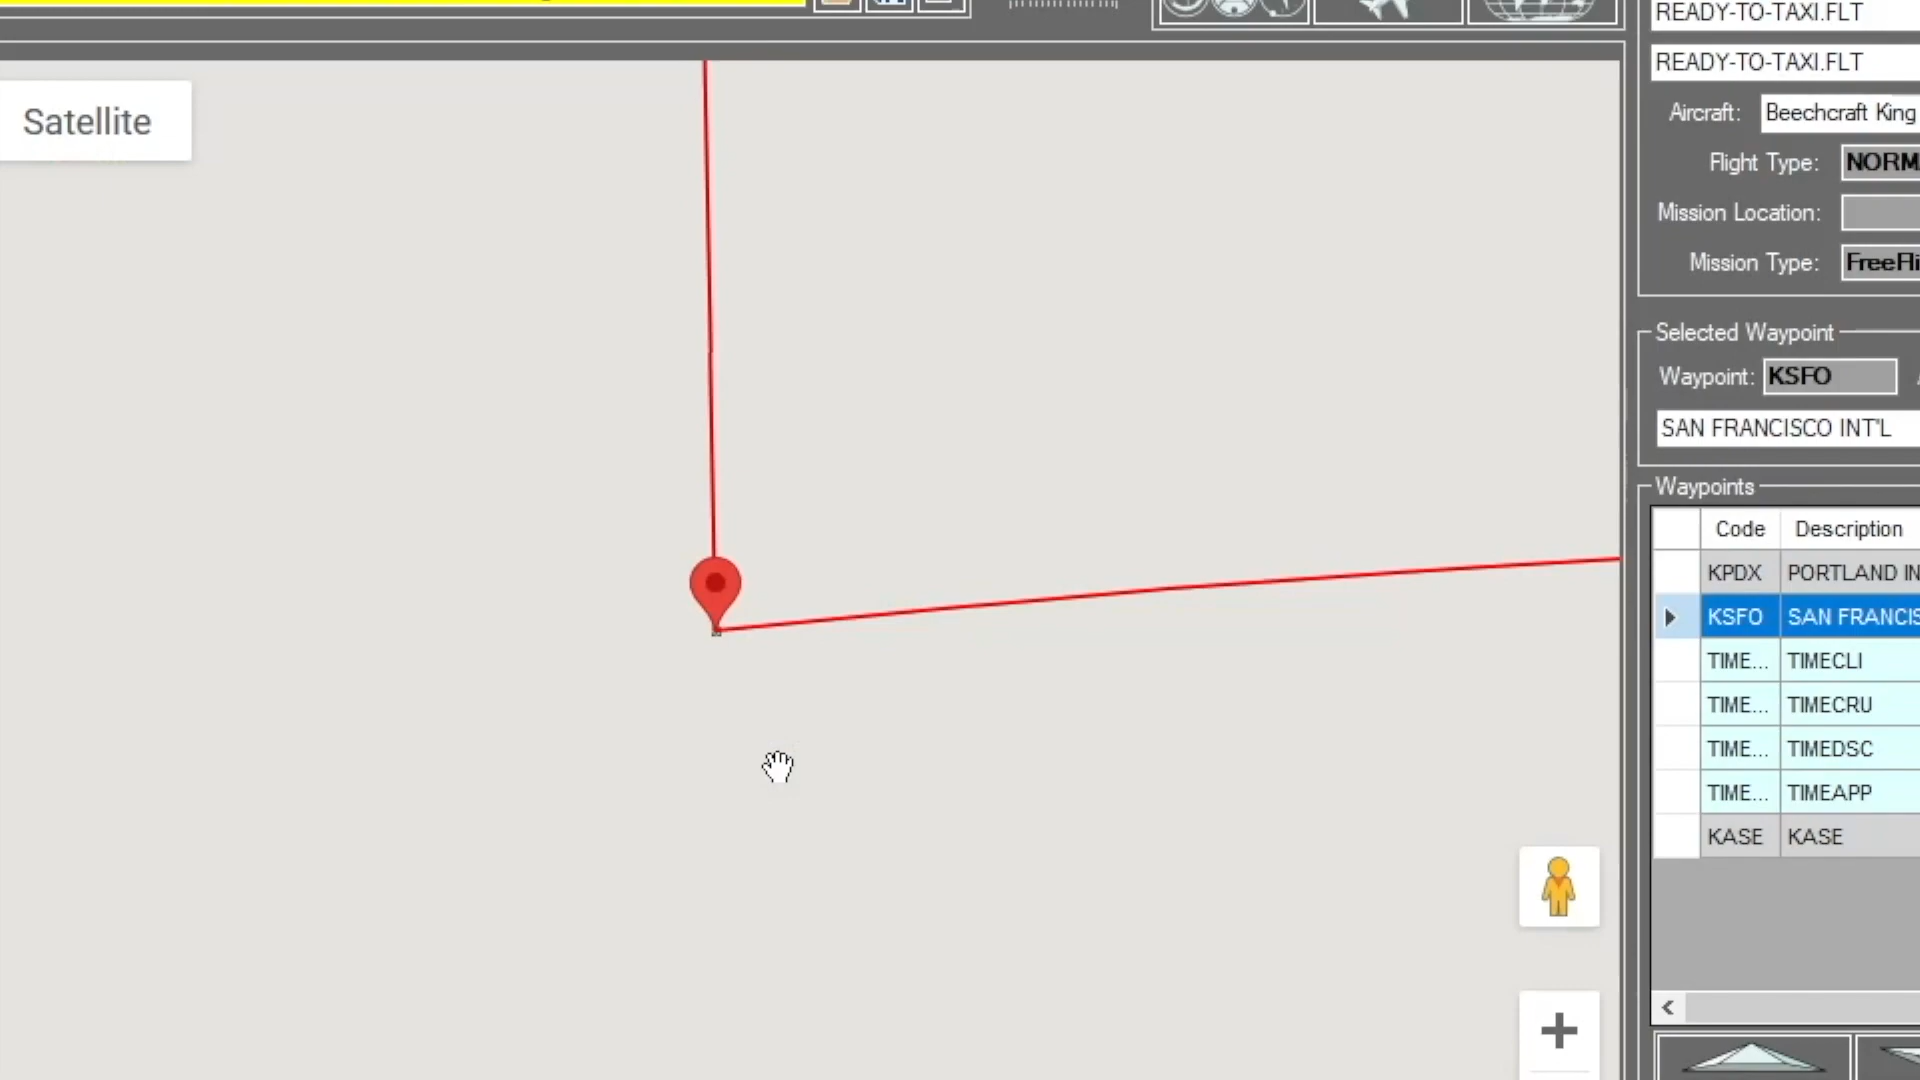 READY-TO-TAXI.FLT
READY-TO-TAXI.FLT
Satellite
Aircraft: Beechcraft King
Flight Type: NORM
Mission Location:
Mission Type: FreeFli
Selected Waypoint
Waypoint: KSFO
SAN FRANCISCO INT'L
Waypoints
Code Description
KPDX PORTLAND IN
KSFO SAN FRANCIS
TIME... TIMECLI
TIME... TIMECRU
TIME... TIMEDSC
TIME... TIMEAPP
KASE KASE